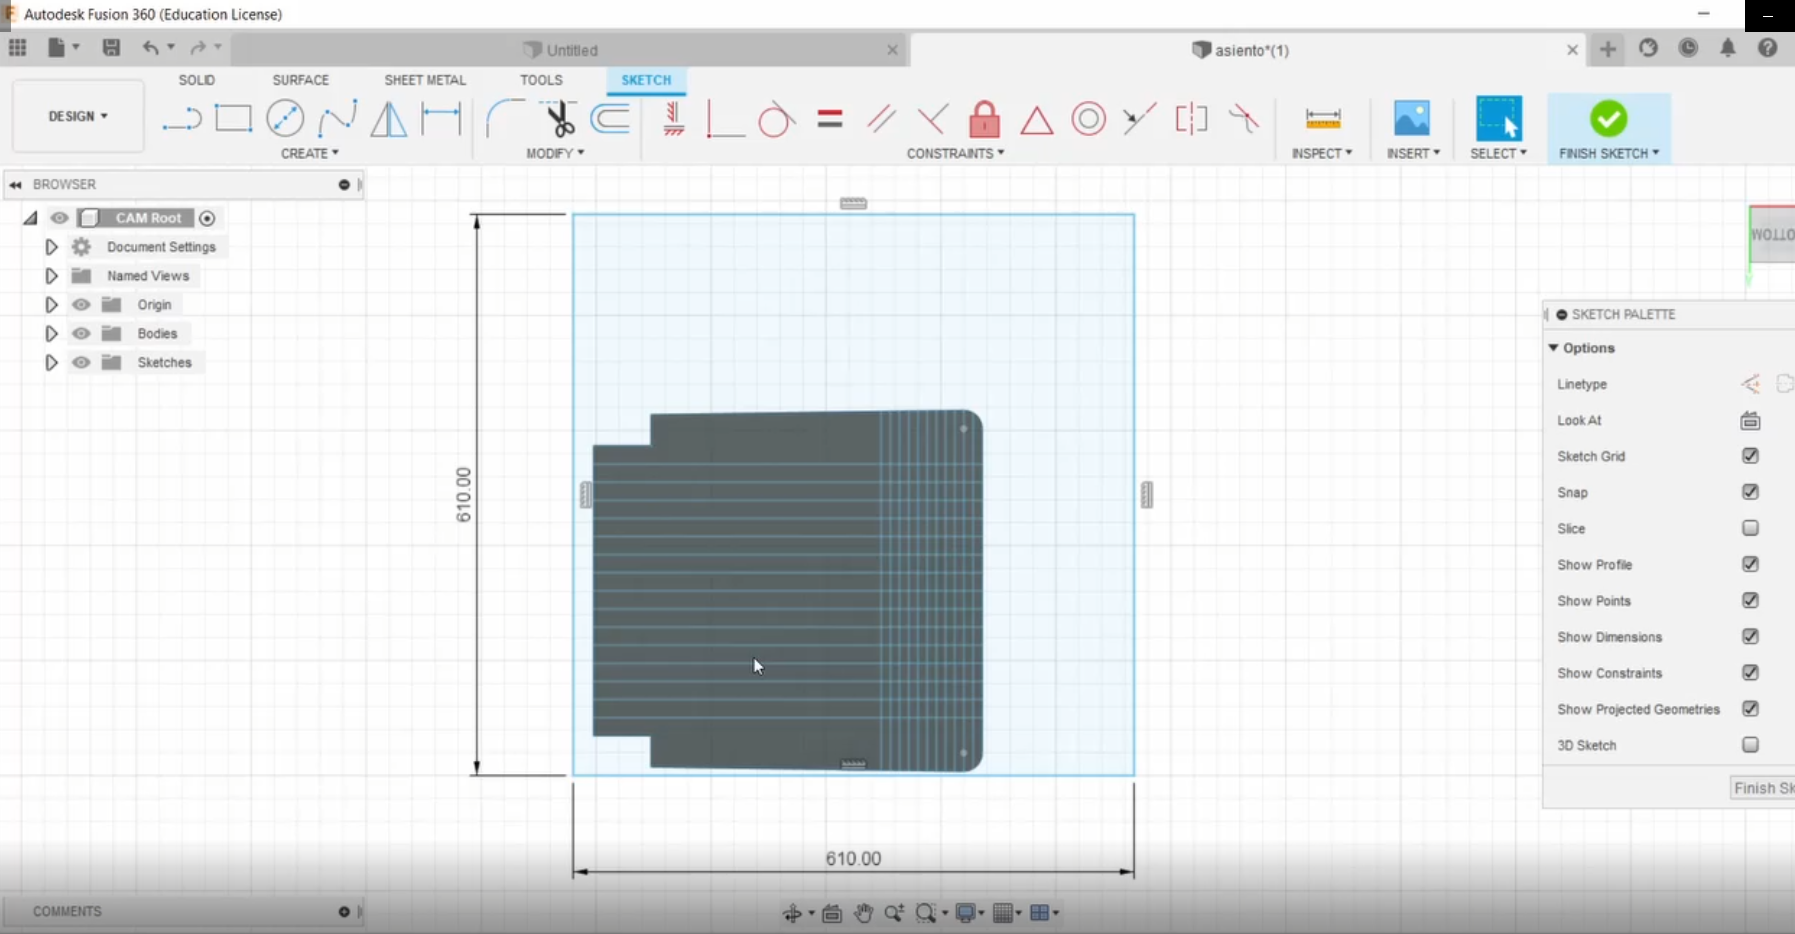 Autodesk Fusion 360 (Education License)
Untitled
asiento*(1)
SOLID SURFACE SHEET METAL TOOLS SKETCH
DESIGN
CREATE MODIFY CONSTRAINTS INSPECT INSERT SELECT FINISH SKETCH
BROWSER
CAM Root
Document Settings
Named Views
Origin
Bodies
Sketches
610.00
610.00
SKETCH PALETTE
Options
Linetype
Look At
Sketch Grid
Snap
Slice
Show Profile
Show Points
Show Dimensions
Show Constraints
Show Projected Geometries
3D Sketch
Finish Sk
COMMENTS